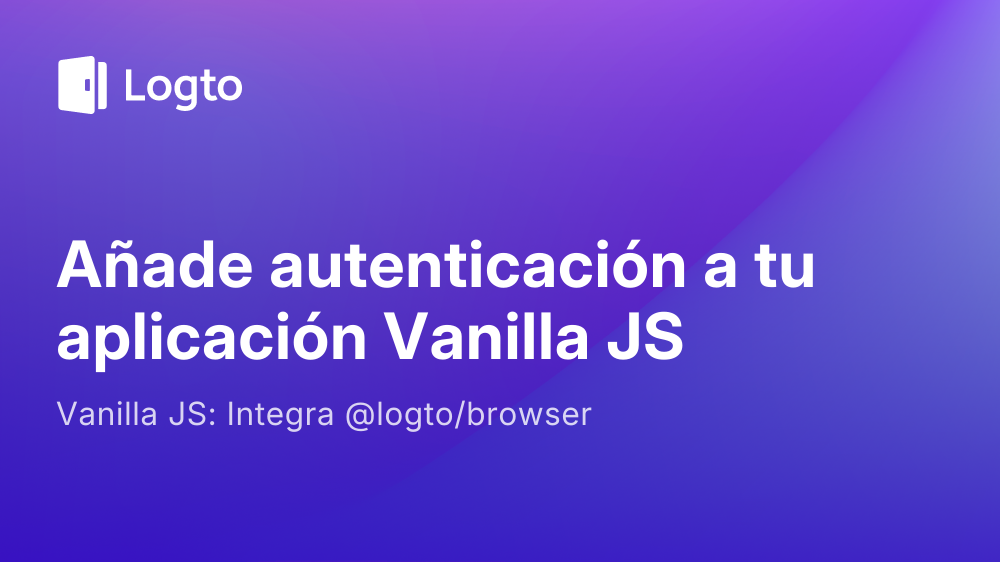 Logto
Añade autenticación a tu
aplicación Vanilla JS
Vanilla JS: Integra @logto/browser